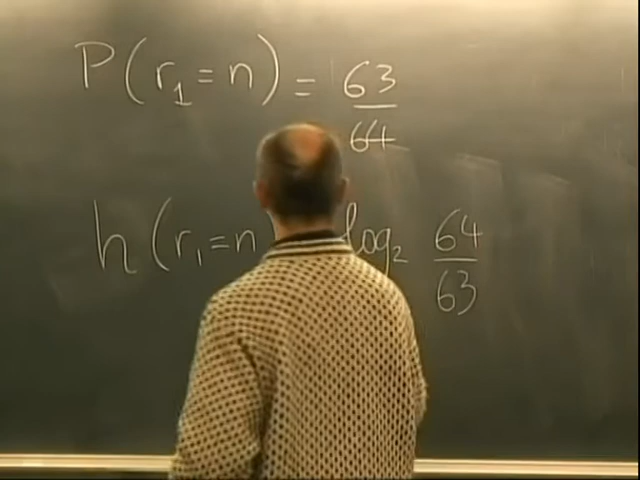 P(r₁=n) = 63/64
h(r₁=n log₂ 64/63